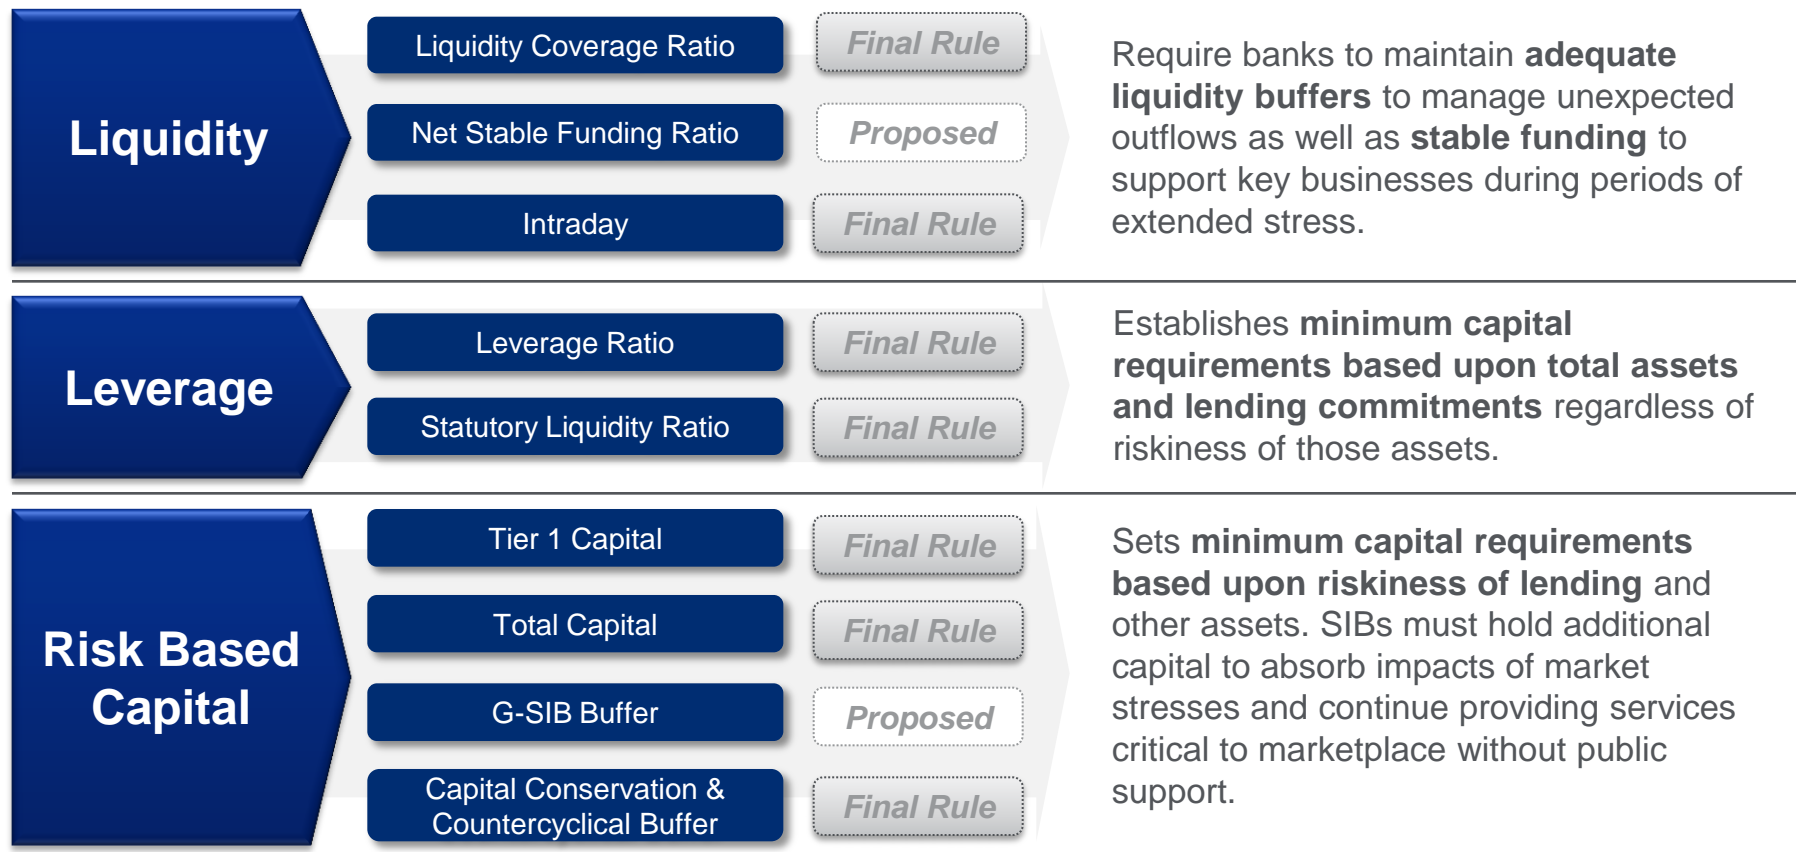 Liquidity
Liquidity Coverage Ratio
Final Rule
Net Stable Funding Ratio
Proposed
Intraday
Final Rule
Require banks to maintain adequate
liquidity buffers to manage unexpected
outflows as well as stable funding to
support key businesses during periods of
extended stress.
Leverage
Leverage Ratio
Final Rule
Statutory Liquidity Ratio
Final Rule
Establishes minimum capital
requirements based upon total assets
and lending commitments regardless of
riskiness of those assets.
Risk Based
Capital
Tier 1 Capital
Final Rule
Total Capital
Final Rule
G-SIB Buffer
Proposed
Capital Conservation &
Countercyclical Buffer
Final Rule
Sets minimum capital requirements
based upon riskiness of lending and
other assets. SIBs must hold additional
capital to absorb impacts of market
stresses and continue providing services
critical to marketplace without public
support.